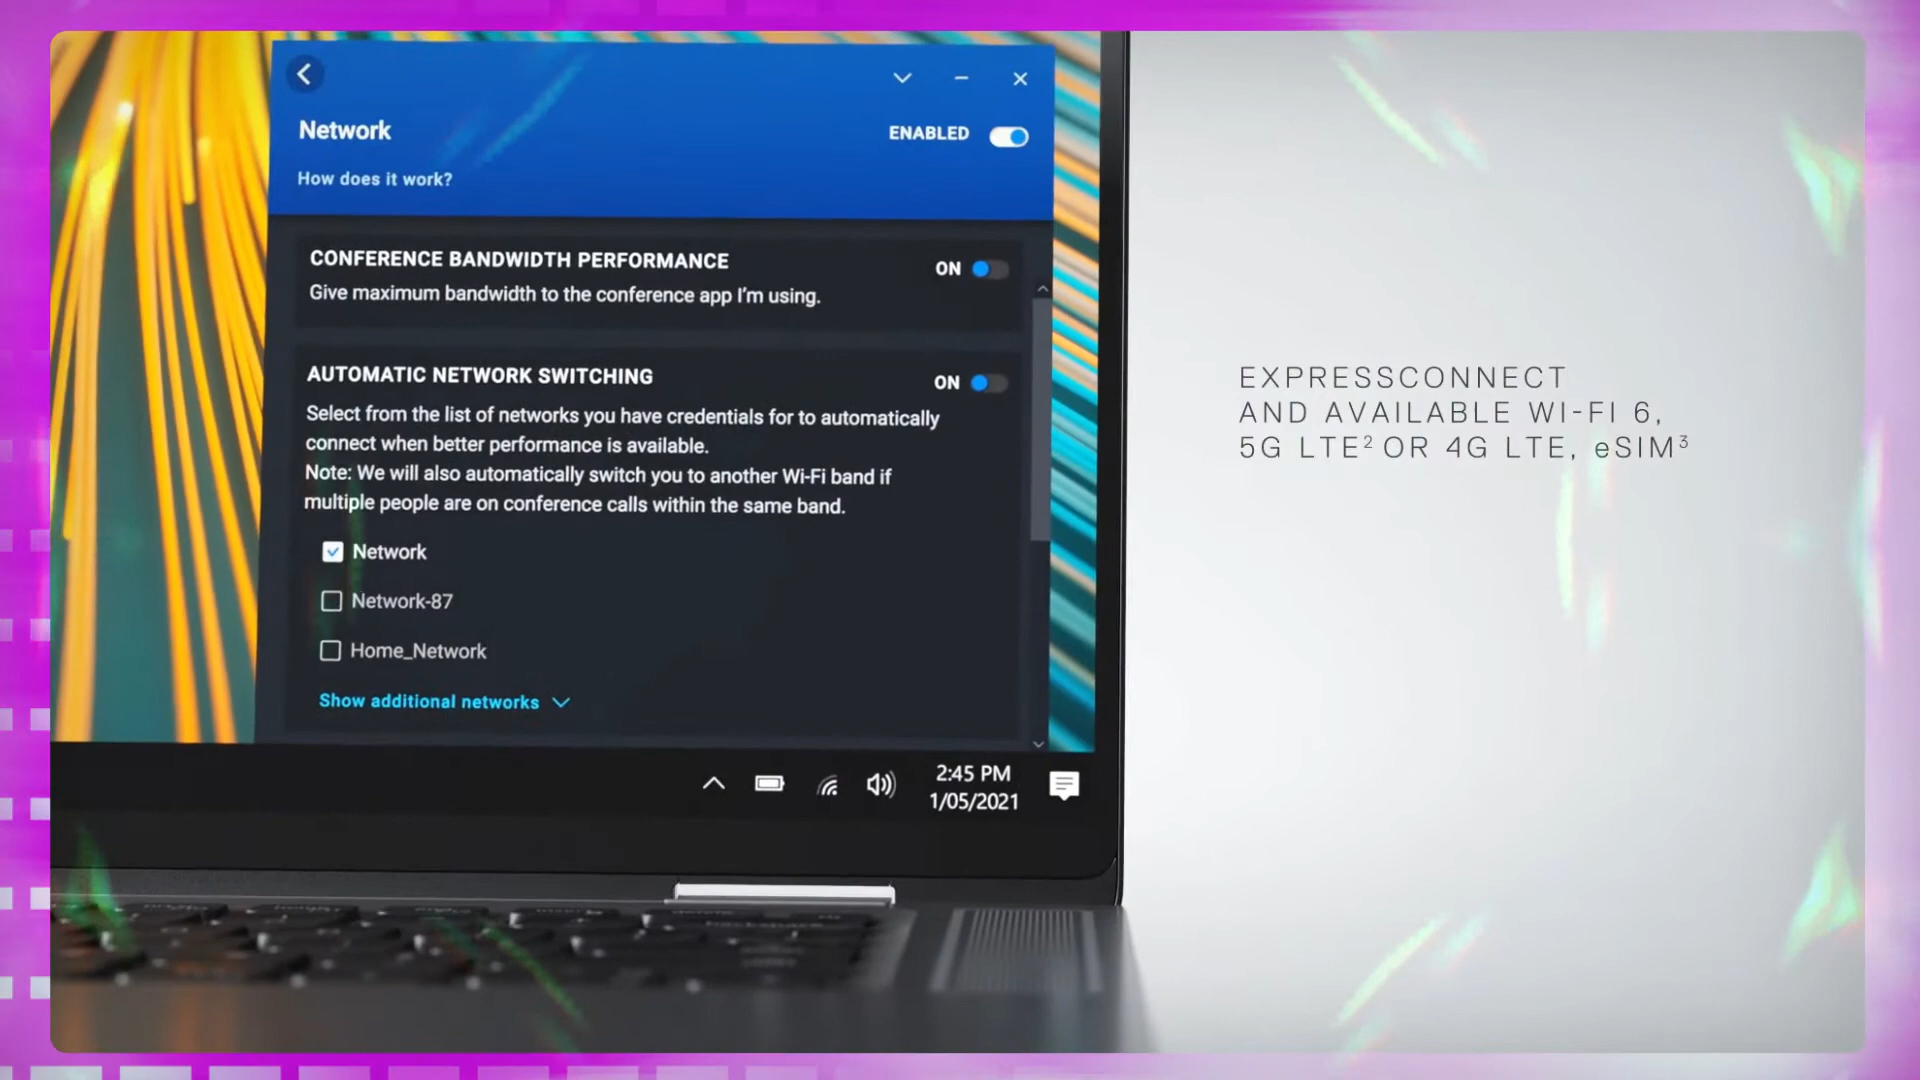 Network
ENABLED
How does it work?
CONFERENCE BANDWIDTH PERFORMANCE
ON
Give maximum bandwidth to the conference app I'm using.
AUTOMATIC NETWORK SWITCHING
ON
Select from the list of networks you have credentials for to automatically
connect when better performance is available.
Note: We will also automatically switch you to another Wi-Fi band if
multiple people are on conference calls within the same band.
Network
Network-87
Home_Network
Show additional networks
2:45 PM
1/05/2021
EXPRESSCONNECT
AND AVAILABLE WI-FI 6,
5G LTE² OR 4G LTE, eSIM³